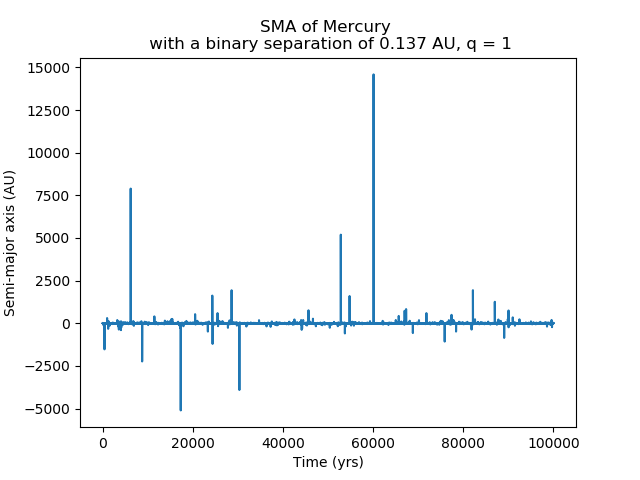 SMA of Mercury
with a binary separation of 0.137 AU, q = 1
15000
12500
10000
7500
5000
2500
0
−2500
−5000
Semi-major axis (AU)
0 20000 40000 60000 80000 100000
Time (yrs)